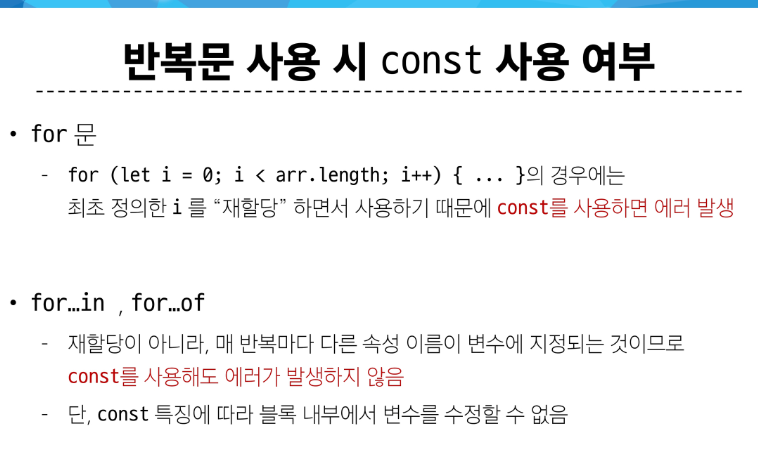 반복문 사용 시 const 사용 여부
• for 문
- for (let i = 0; i < arr.length; i++) { ... }의 경우에는
최초 정의한 i 를 “재할당” 하면서 사용하기 때문에 const를 사용하면 에러 발생
• for…in , for…of
- 재할당이 아니라, 매 반복마다 다른 속성 이름이 변수에 지정되는 것이므로
const를 사용해도 에러가 발생하지 않음
- 단, const 특징에 따라 블록 내부에서 변수를 수정할 수 없음